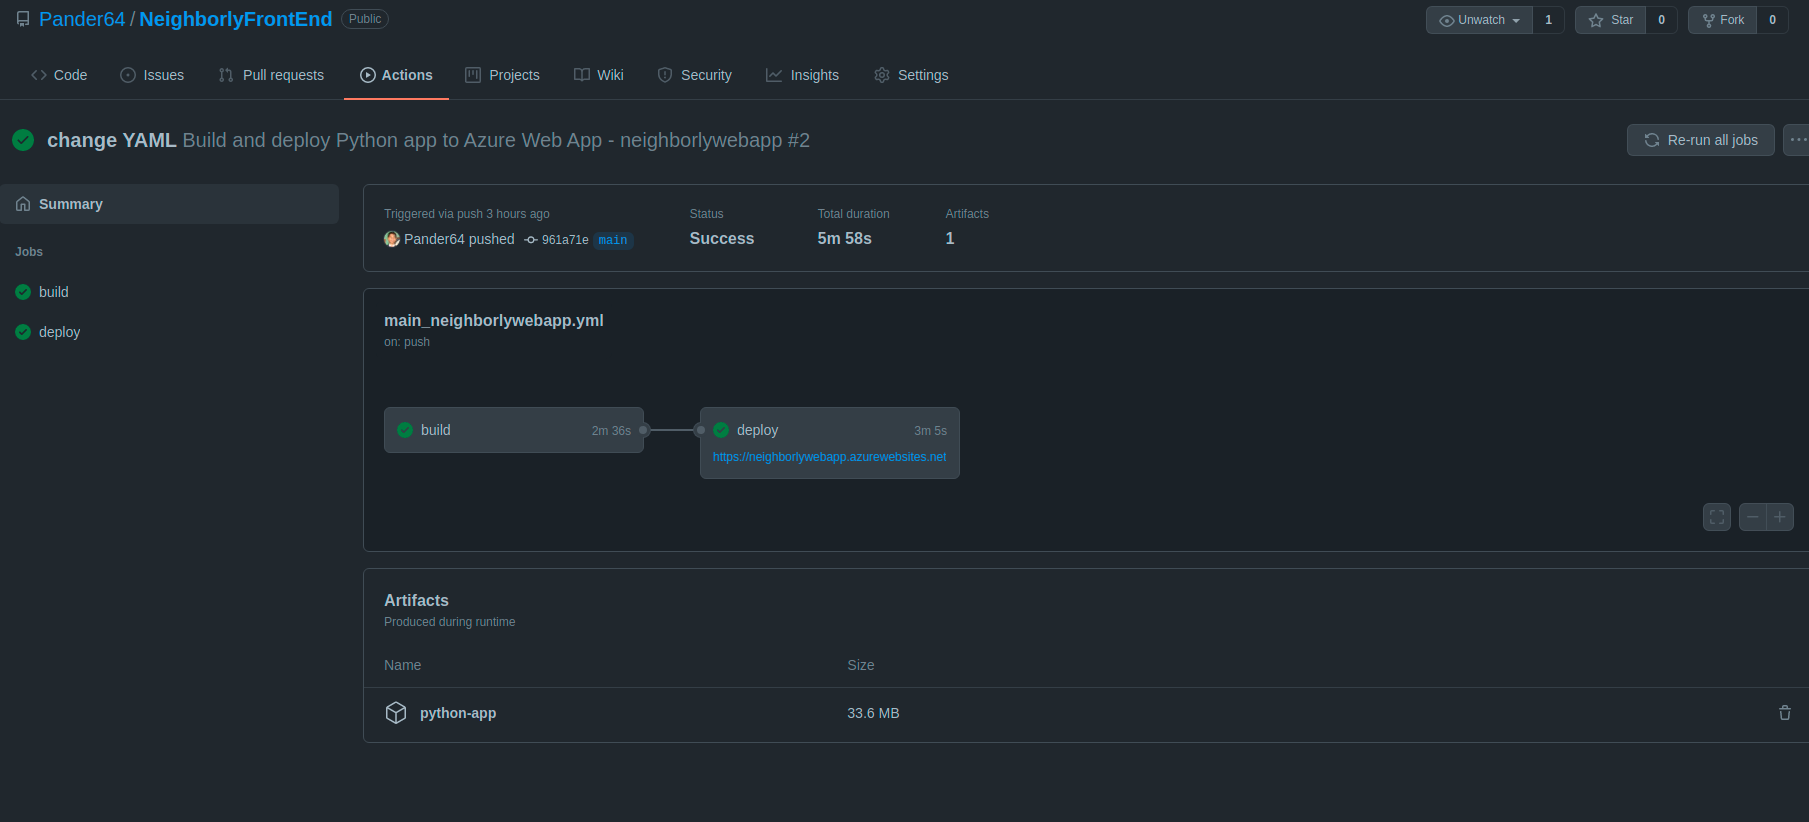 Pander64 / NeighborlyFrontEnd Public
Unwatch 1 Star 0 Fork 0
Code Issues Pull requests Actions Projects Wiki Security Insights Settings
change YAML Build and deploy Python app to Azure Web App - neighborlywebapp #2
Re-run all jobs
Summary
Jobs
build
deploy
Triggered via push 3 hours ago Status Total duration Artifacts
Pander64 pushed 961a71e main Success 5m 58s 1
main_neighborlywebapp.yml
on: push
build 2m 36s
deploy 3m 5s
https://neighborlywebapp.azurewebsites.net
Artifacts
Produced during runtime
Name Size
python-app 33.6 MB